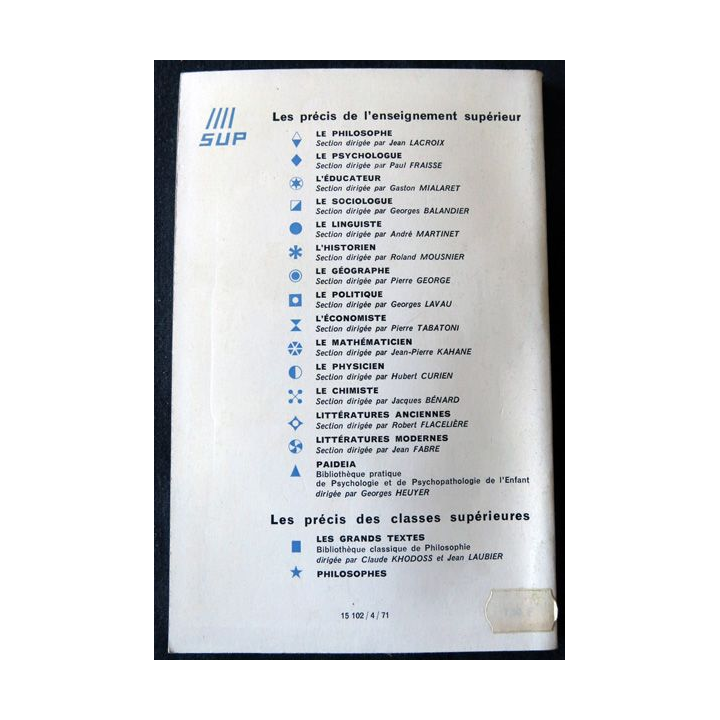 SUP
Les précis de l'enseignement supérieur
LE PHILOSOPHE
Section dirigée par Jean LACROIX
LE PSYCHOLOGUE
Section dirigée par Paul FRAISSE
L'ÉDUCATEUR
Section dirigée par Gaston MIALARET
LE SOCIOLOGUE
Section dirigée par Georges BALANDIER
LE LINGUISTE
Section dirigée par André MARTINET
L'HISTORIEN
Section dirigée par Roland MOUSNIER
LE GÉOGRAPHE
Section dirigée par Pierre GEORGE
LE POLITIQUE
Section dirigée par Georges LAVAU
L'ÉCONOMISTE
Section dirigée par Pierre TABATONI
LE MATHÉMATICIEN
Section dirigée par Jean-Pierre KAHANE
LE PHYSICIEN
Section dirigée par Hubert CURIEN
LE CHIMISTE
Section dirigée par Jacques BÉNARD
LITTÉRATURES ANCIENNES
Section dirigée par Robert FLACELIÈRE
LITTÉRATURES MODERNES
Section dirigée par Jean FABRE
PAIDEIA
Bibliothèque pratique
de Psychologie et de Psychopathologie de l'Enfant
dirigée par Georges HEUYER
Les précis des classes supérieures
LES GRANDS TEXTES
Bibliothèque classique de Philosophie
dirigée par Claude KHODOSS et Jean LAUBIER
PHILOSOPHES
15 102 / 4 / 71